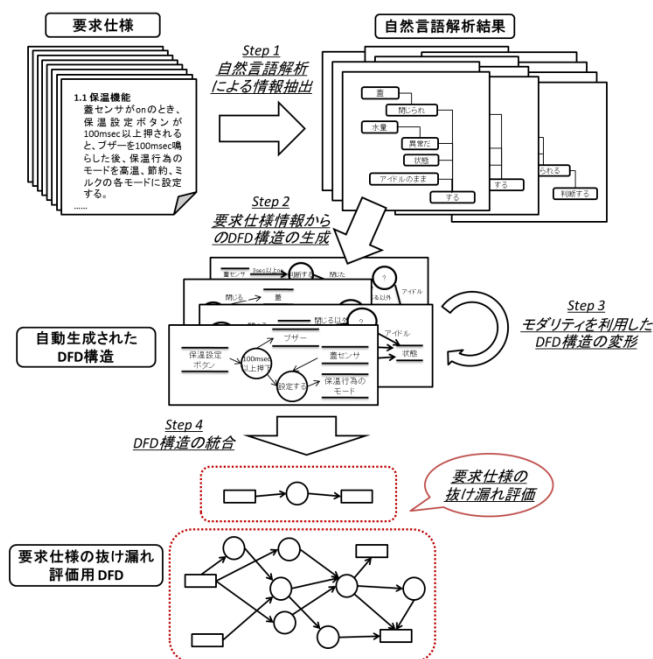 要求仕様
自然言語解析結果
Step 1
自然言語解析
による情報抽出
1.1 保温機能
蓋センサがonのとき、
保温設定ボタンが
100msec以上押される
と、ブザーを100msec鳴
らした後、保温行為の
モードを高温、節約、ミ
ルクの各モードに設定
する。
......
蓋
閉じられ
水量
異常だ
状態
アイドルのまま
する
する
られる
判断する
Step 2
要求仕様情報から
のDFD構造の生成
蓋センサ
3sec以上on
判断する
閉じた
?
る以外
アイドル
閉じる
蓋
閉じる以外
?
アイドル
状態
自動生成された
DFD構造
保温設定
ボタン
100msec
以上押下
ブザー
蓋センサ
設定する
保温行為の
モード
Step 3
モダリティを利用した
DFD構造の変形
Step 4
DFD構造の統合
要求仕様の
抜け漏れ評価
要求仕様の抜け漏れ
評価用 DFD